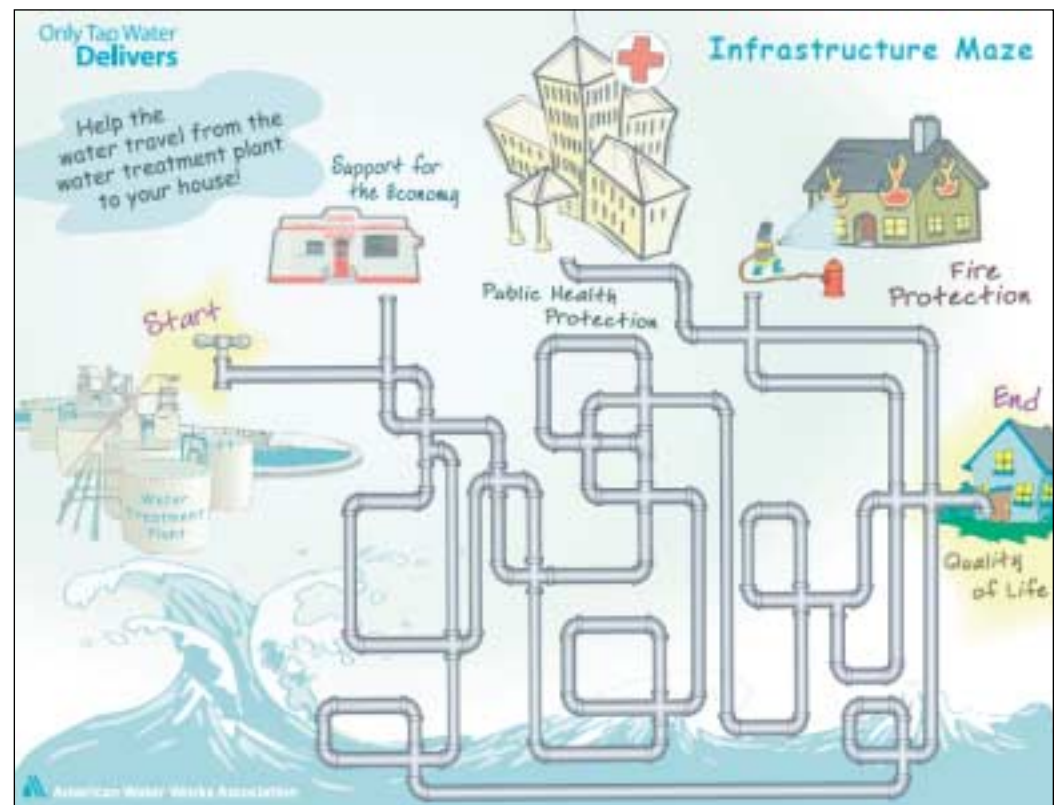 Only Tap Water
Delivers
Infrastructure Maze
Help the
water travel from the
water treatment plant
to your house!
Support for
the Economy
Public Health
Protection
Fire
Protection
Start
End
Water
Treatment
Plant
Quality
of Life
American Water Works Association